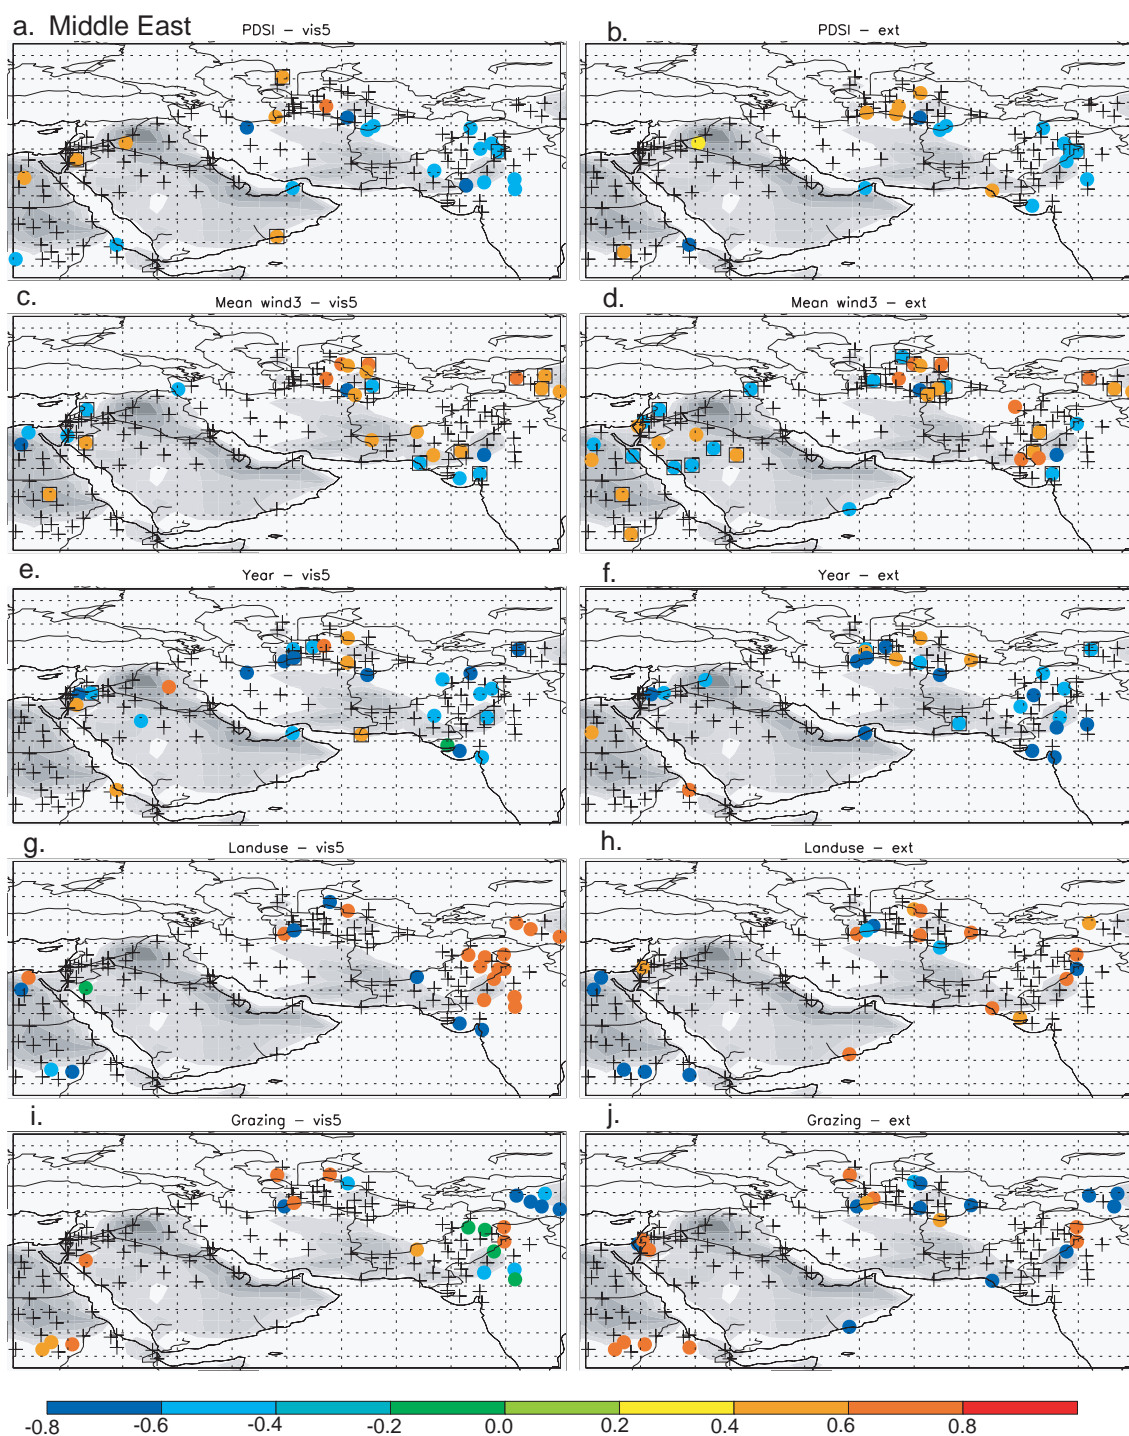 a. Middle East
PDSI – vis5
b.
PDSI – ext
c.
Mean wind3 – vis5
d.
Mean wind3 – ext
e.
Year – vis5
f.
Year – ext
g.
Landuse – vis5
h.
Landuse – ext
i.
Grazing – vis5
j.
Grazing – ext
-0.8 -0.6 -0.4 -0.2 0.0 0.2 0.4 0.6 0.8